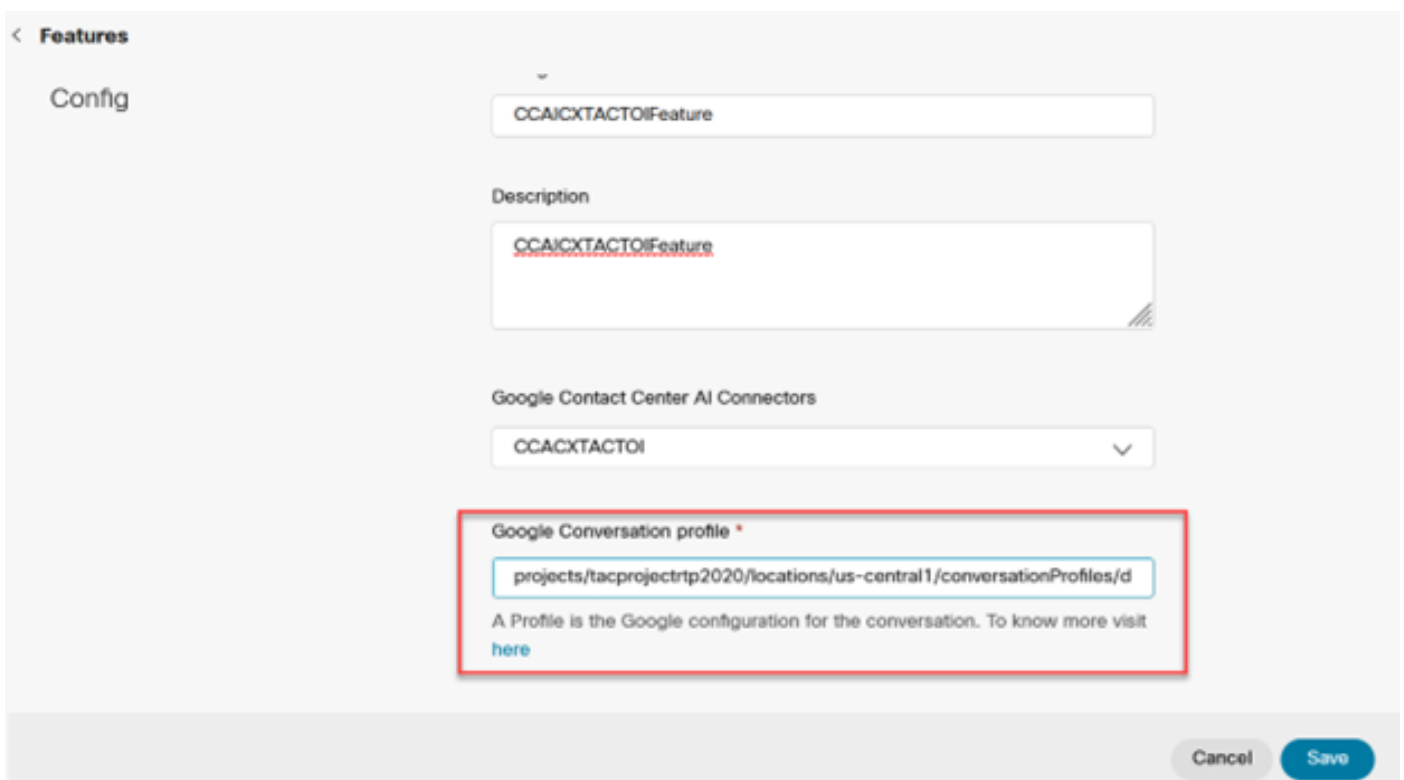 Features
Config
CCAICXTACTOIFeature
Description
CCAICXTACTOIFeature
Google Contact Center AI Connectors
CCACXTACTOI
Google Conversation profile *
projects/tacprojectrtp2020/locations/us-central1/conversationProfiles/d
A Profile is the Google configuration for the conversation. To know more visit
here
Cancel Save